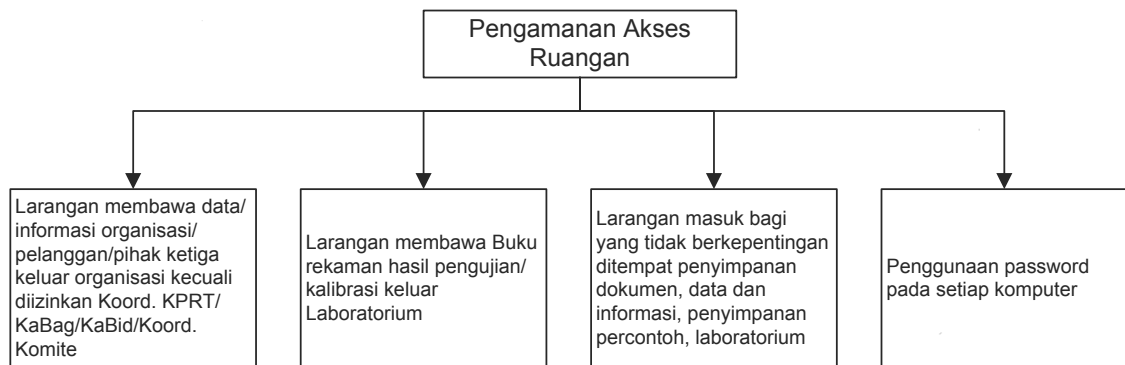 Pengamanan Akses
Ruangan
Larangan membawa data/
informasi organisasi/
pelanggan/pihak ketiga
keluar organisasi kecuali
diizinkan Koord. KPRT/
KaBag/KaBid/Koord.
Komite
Larangan membawa Buku
rekaman hasil pengujian/
kalibrasi keluar
Laboratorium
Larangan masuk bagi
yang tidak berkepentingan
ditempat penyimpanan
dokumen, data dan
informasi, penyimpanan
percontoh, laboratorium
Penggunaan password
pada setiap komputer